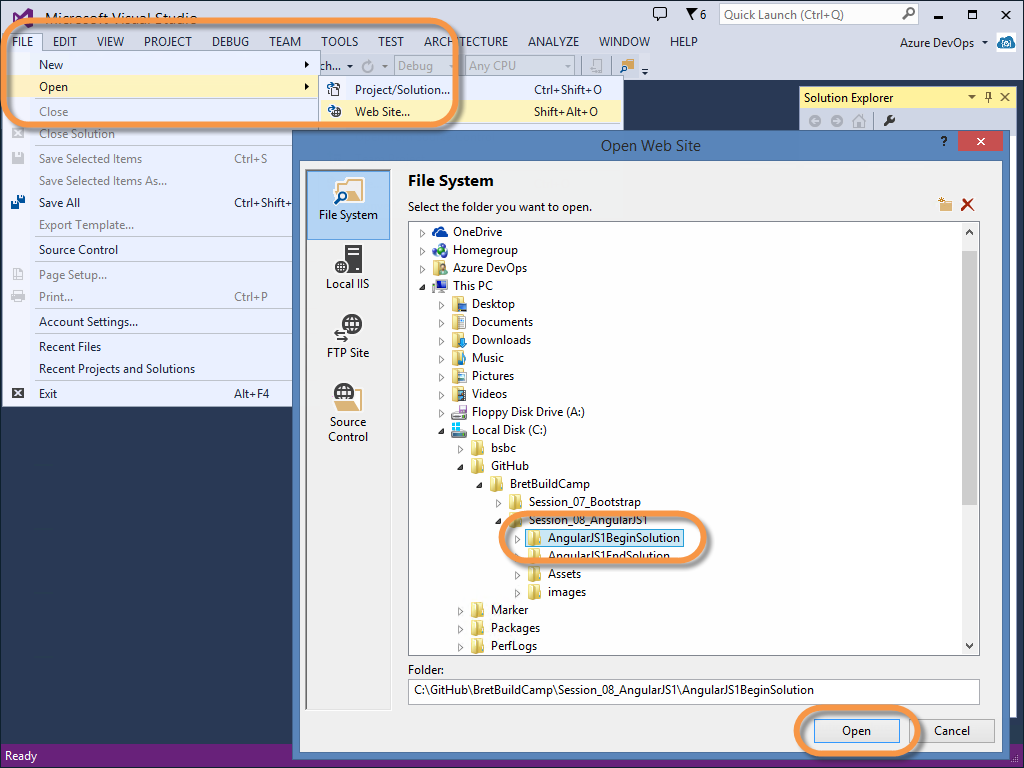 Microsoft Visual Studio
6
Quick Launch (Ctrl+Q)
FILE EDIT VIEW PROJECT DEBUG TEAM TOOLS TEST ARCHITECTURE ANALYZE WINDOW HELP
Azure DevOps
ch... Debug Any CPU
New
Open
Project/Solution... Ctrl+Shift+O
Web Site... Shift+Alt+O
Close
Close Solution
Save Selected Items Ctrl+S
Save Selected Items As...
Save All Ctrl+Shift+
Export Template...
Source Control
Page Setup...
Print... Ctrl+P
Account Settings...
Recent Files
Recent Projects and Solutions
Exit Alt+F4
Solution Explorer
Open Web Site
?
File System
Local IIS
FTP Site
Source
Control
File System
Select the folder you want to open.
OneDrive
Homegroup
Azure DevOps
This PC
Desktop
Documents
Downloads
Music
Pictures
Videos
Floppy Disk Drive (A:)
Local Disk (C:)
bsbc
GitHub
BretBuildCamp
Session_07_Bootstrap
Session_08_AngularJS1
AngularJS1BeginSolution
AngularJS1EndSolution
Assets
images
Marker
Packages
PerfLogs
Folder:
C:\GitHub\BretBuildCamp\Session_08_AngularJS1\AngularJS1BeginSolution
Open Cancel
Ready